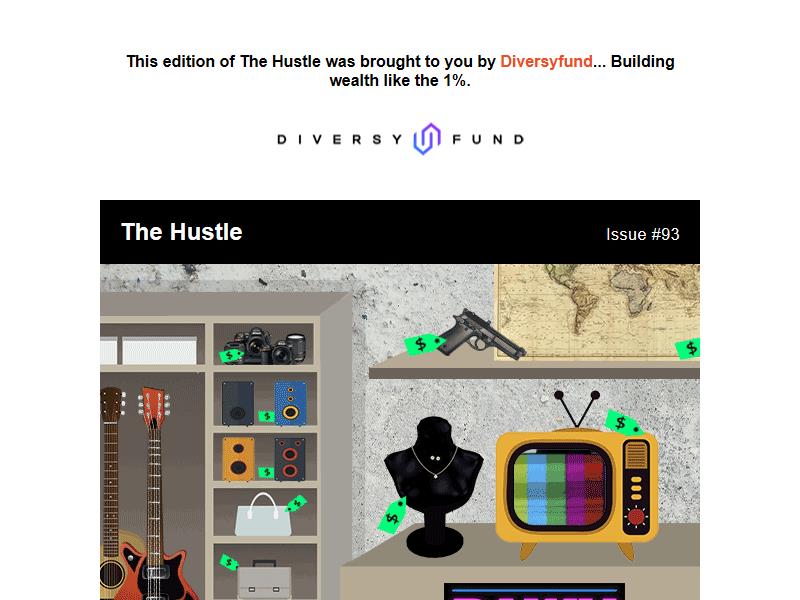 This edition of The Hustle was brought to you by Diversyfund... Building
wealth like the 1%.
DIVERSY FUND
The Hustle
Issue #93
$
$
$
$
$
$
$
$